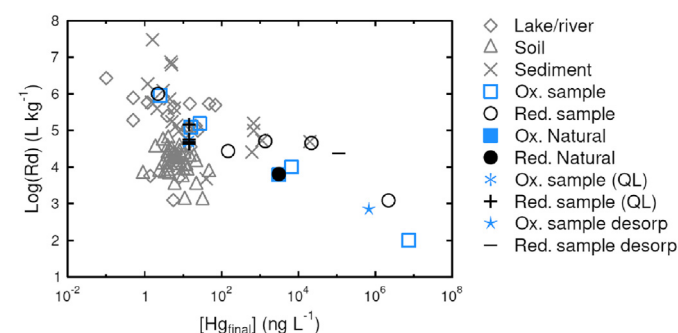 8
7
6
5
4
3
2
1
Log(Rd) (L kg⁻¹)
10⁻² 1 10² 10⁴ 10⁶ 10⁸
[Hg_final] (ng L⁻¹)
Lake/river
Soil
Sediment
Ox. sample
Red. sample
Ox. Natural
Red. Natural
Ox. sample (QL)
Red. sample (QL)
Ox. sample desorp
Red. sample desorp